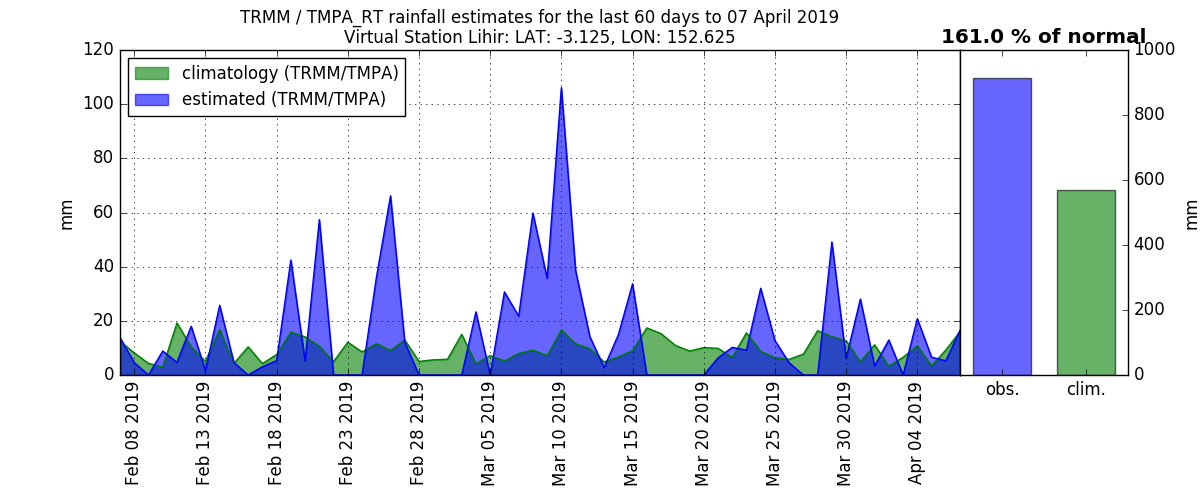 TRMM / TMPA_RT rainfall estimates for the last 60 days to 07 April 2019
Virtual Station Lihir: LAT: -3.125, LON: 152.625
161.0 % of normal
climatology (TRMM/TMPA)
estimated (TRMM/TMPA)
120
100
80
60
40
20
0
mm
Feb 08 2019
Feb 13 2019
Feb 18 2019
Feb 23 2019
Feb 28 2019
Mar 05 2019
Mar 10 2019
Mar 15 2019
Mar 20 2019
Mar 25 2019
Mar 30 2019
Apr 04 2019
obs.
clim.
1000
800
600
400
200
0
mm